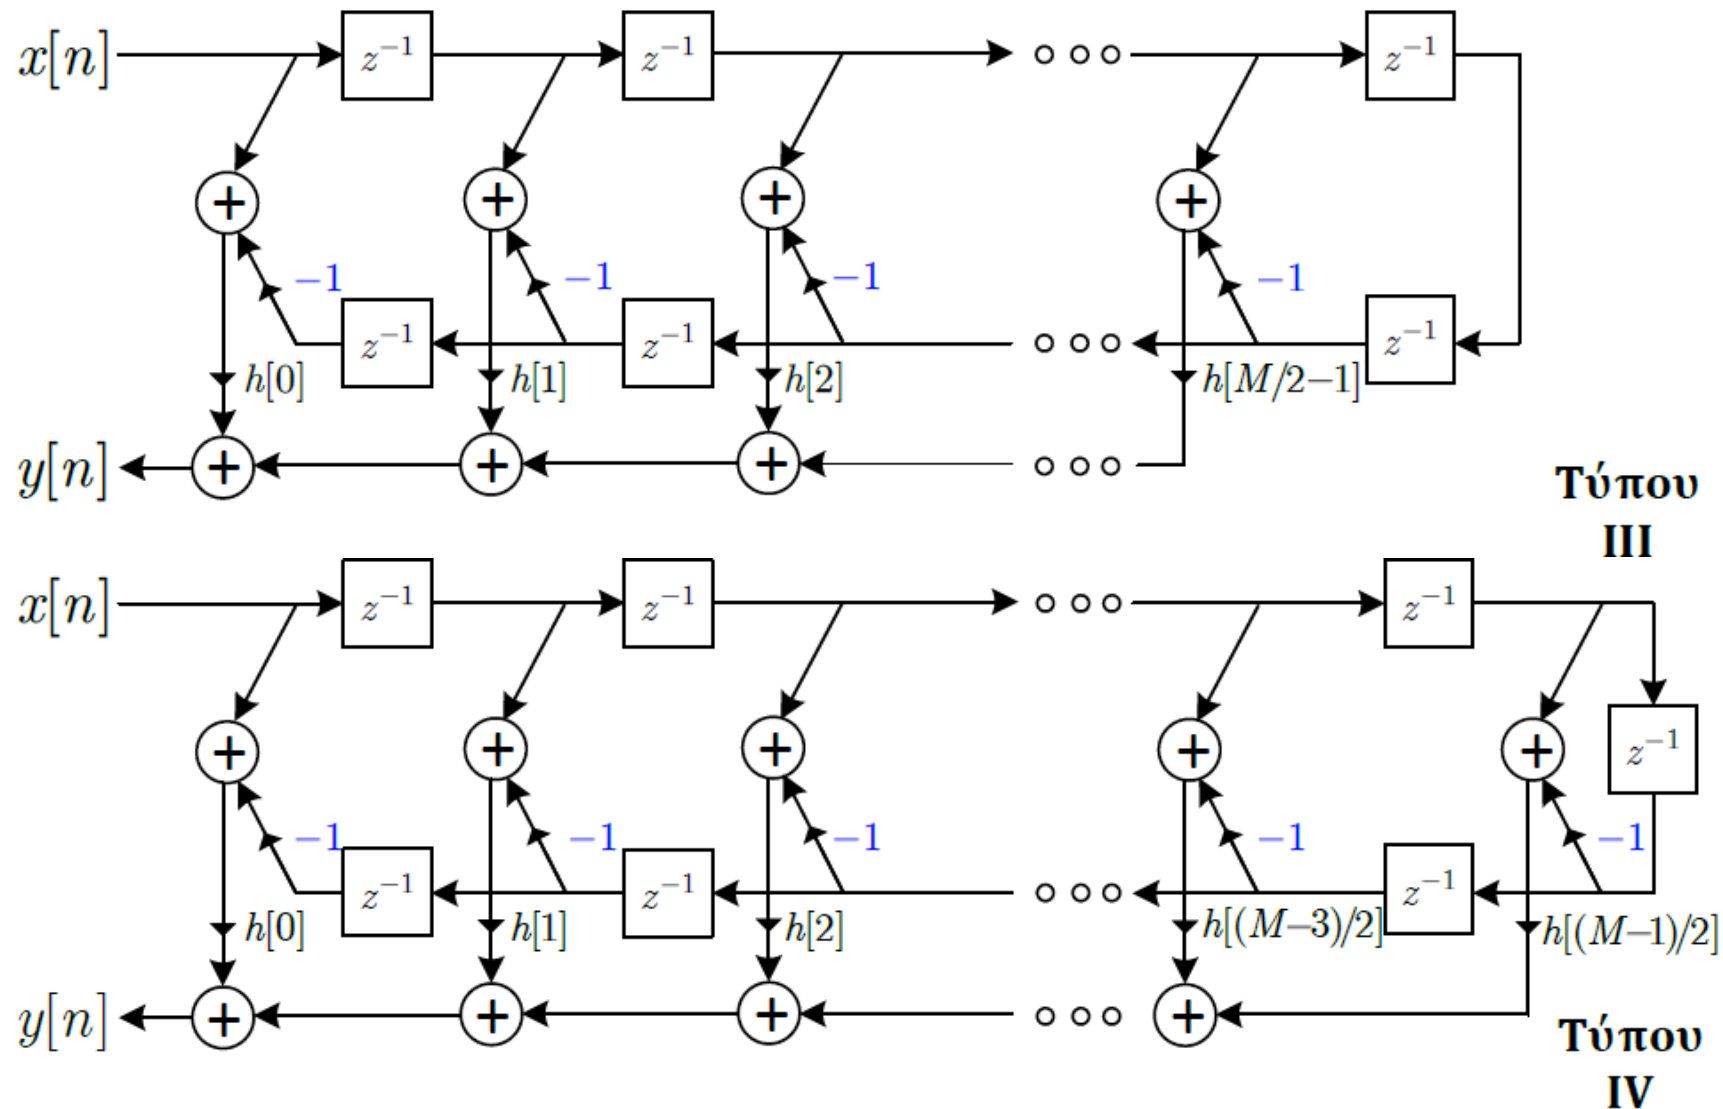 x[n] z⁻¹ z⁻¹ z⁻¹
+ + + +
−1 −1 −1 −1
z⁻¹ z⁻¹ z⁻¹
h[0] h[1] h[2] h[M/2−1]
y[n] + + +
Τύπου
III
x[n] z⁻¹ z⁻¹ z⁻¹
+ + + + + z⁻¹
−1 −1 −1 −1 −1
z⁻¹ z⁻¹ z⁻¹
h[0] h[1] h[2] h[(M−3)/2] h[(M−1)/2]
y[n] + + + +
Τύπου
IV